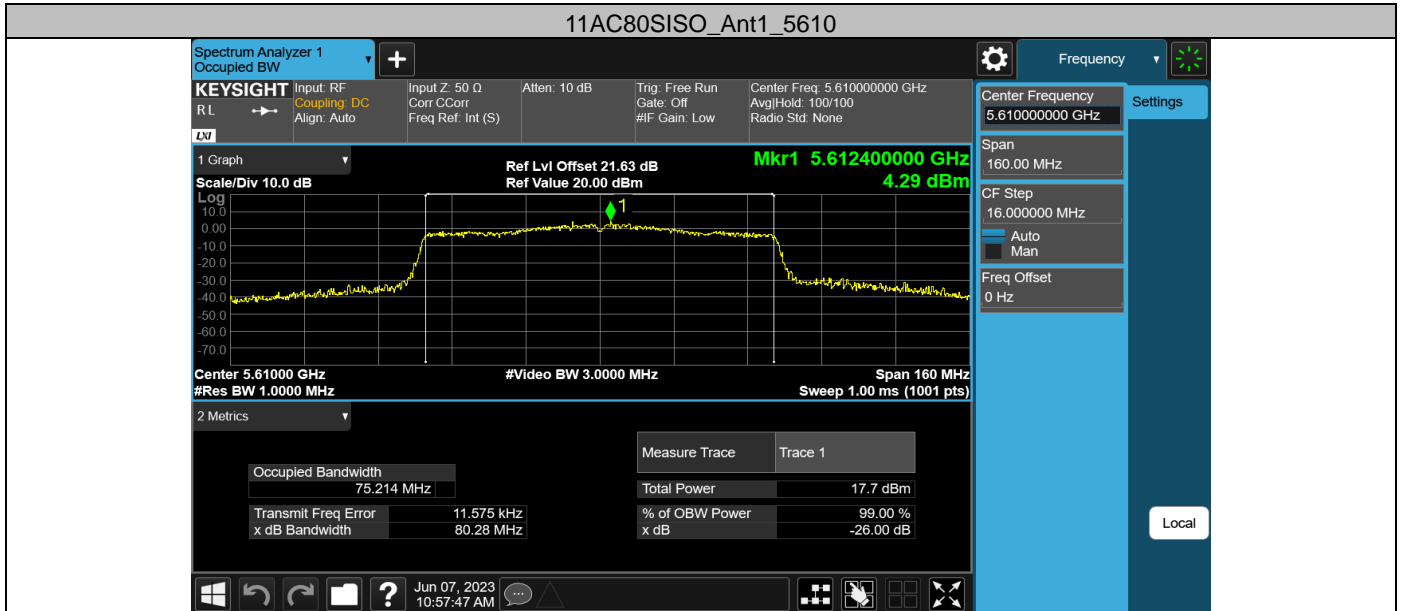 11AC80SISO_Ant1_5610
Spectrum Analyzer 1
Occupied BW
+
Frequency
KEYSIGHT
R L
LXI
Input: RF
Coupling: DC
Align: Auto
Input Z: 50 Ω
Corr CCorr
Freq Ref: Int (S)
Atten: 10 dB
Trig: Free Run
Gate: Off
#IF Gain: Low
Center Freq: 5.610000000 GHz
Avg|Hold: 100/100
Radio Std: None
Center Frequency
5.610000000 GHz
Settings
Span
160.00 MHz
CF Step
16.000000 MHz
Auto
Man
Freq Offset
0 Hz
Local
1 Graph
Scale/Div 10.0 dB
Ref Lvl Offset 21.63 dB
Ref Value 20.00 dBm
Mkr1 5.612400000 GHz
4.29 dBm
Log
10.0
0.00
-10.0
-20.0
-30.0
-40.0
-50.0
-60.0
-70.0
1
Center 5.61000 GHz
#Video BW 3.0000 MHz
Span 160 MHz
#Res BW 1.0000 MHz
Sweep 1.00 ms (1001 pts)
2 Metrics
Measure Trace Trace 1
Occupied Bandwidth
75.214 MHz
Total Power 17.7 dBm
Transmit Freq Error 11.575 kHz
% of OBW Power 99.00 %
x dB Bandwidth 80.28 MHz
x dB -26.00 dB
?
Jun 07, 2023
10:57:47 AM